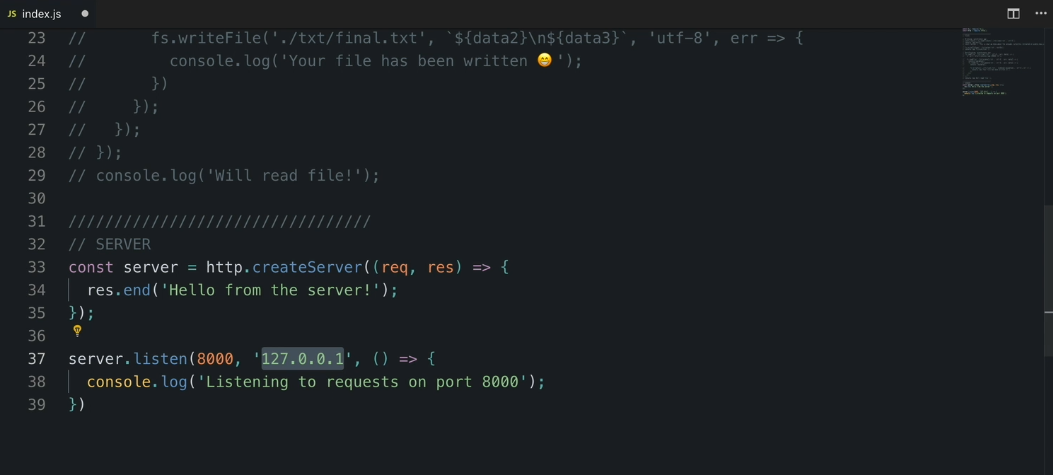 JS index.js
23 //       fs.writeFile('./txt/final.txt', `${data2}\n${data3}`, 'utf-8', err => {
24 //         console.log('Your file has been written 😁');
25 //       })
26 //     });
27 //   });
28 // });
29 // console.log('Will read file!');
30
31 /////////////////////////////////
32 // SERVER
33 const server = http.createServer((req, res) => {
34   res.end('Hello from the server!');
35 });
36
37 server.listen(8000, '127.0.0.1', () => {
38   console.log('Listening to requests on port 8000');
39 })